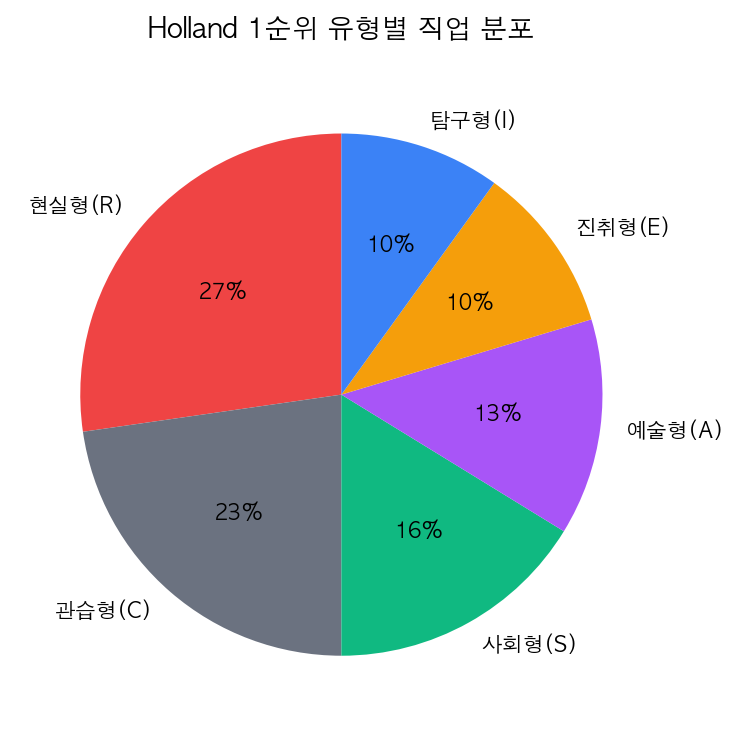 Holland 1순위 유형별 직업 분포
탐구형(I)
현실형(R)
진취형(E)
10%
27%
10%
13%
예술형(A)
23%
16%
관습형(C)
사회형(S)